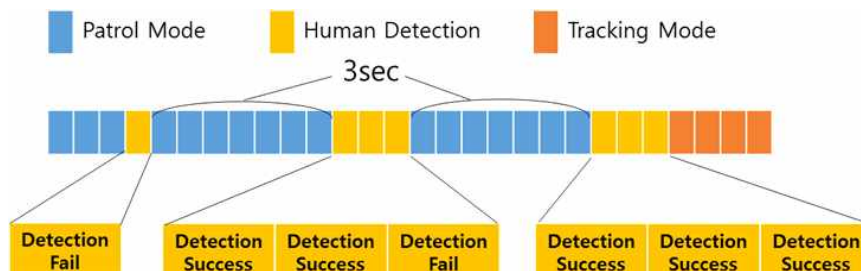 Patrol Mode
Human Detection
Tracking Mode
3sec
Detection
Fail
Detection
Success
Detection
Success
Detection
Fail
Detection
Success
Detection
Success
Detection
Success